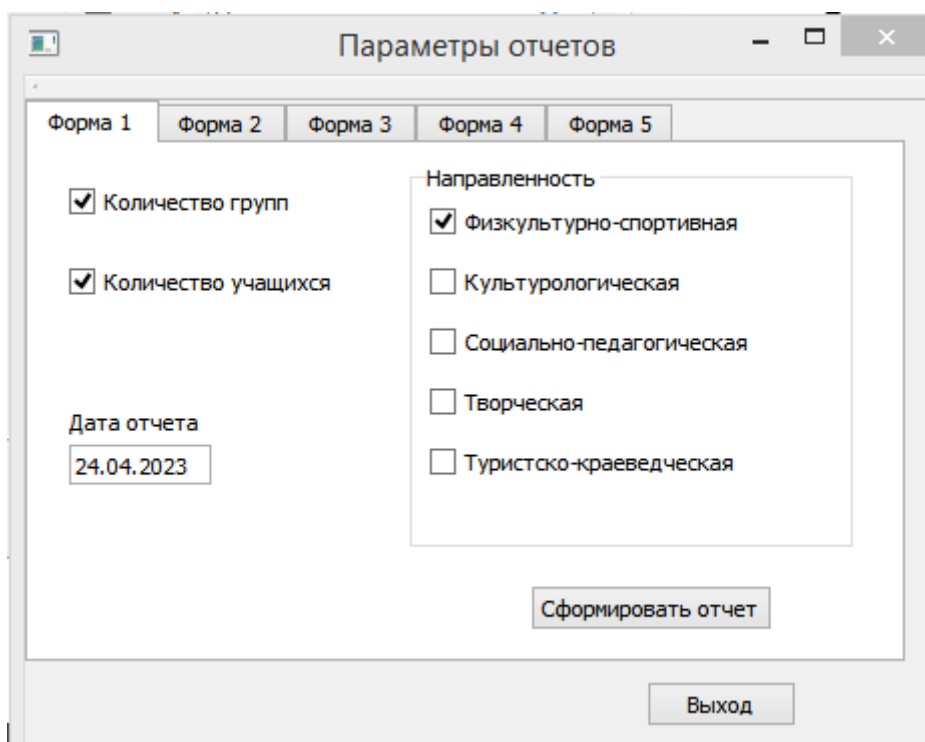 Параметры отчетов
Форма 1 Форма 2 Форма 3 Форма 4 Форма 5
Количество групп
Количество учащихся
Дата отчета
24.04.2023
Направленность
Физкультурно-спортивная
Культурологическая
Социально-педагогическая
Творческая
Туристско-краеведческая
Сформировать отчет
Выход